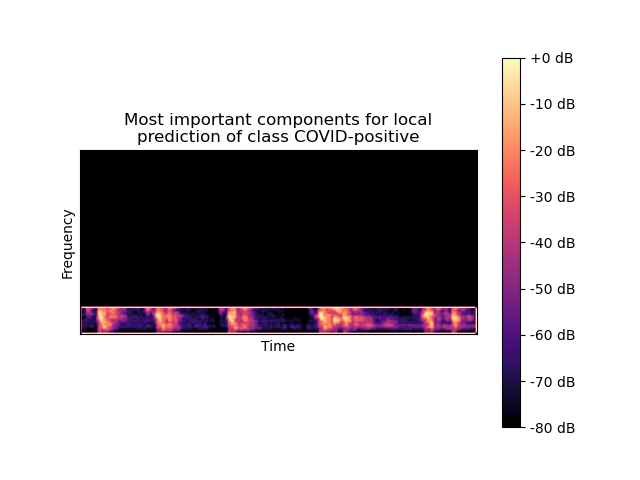 Most important components for local
prediction of class COVID-positive
Frequency
Time
+0 dB
-10 dB
-20 dB
-30 dB
-40 dB
-50 dB
-60 dB
-70 dB
-80 dB